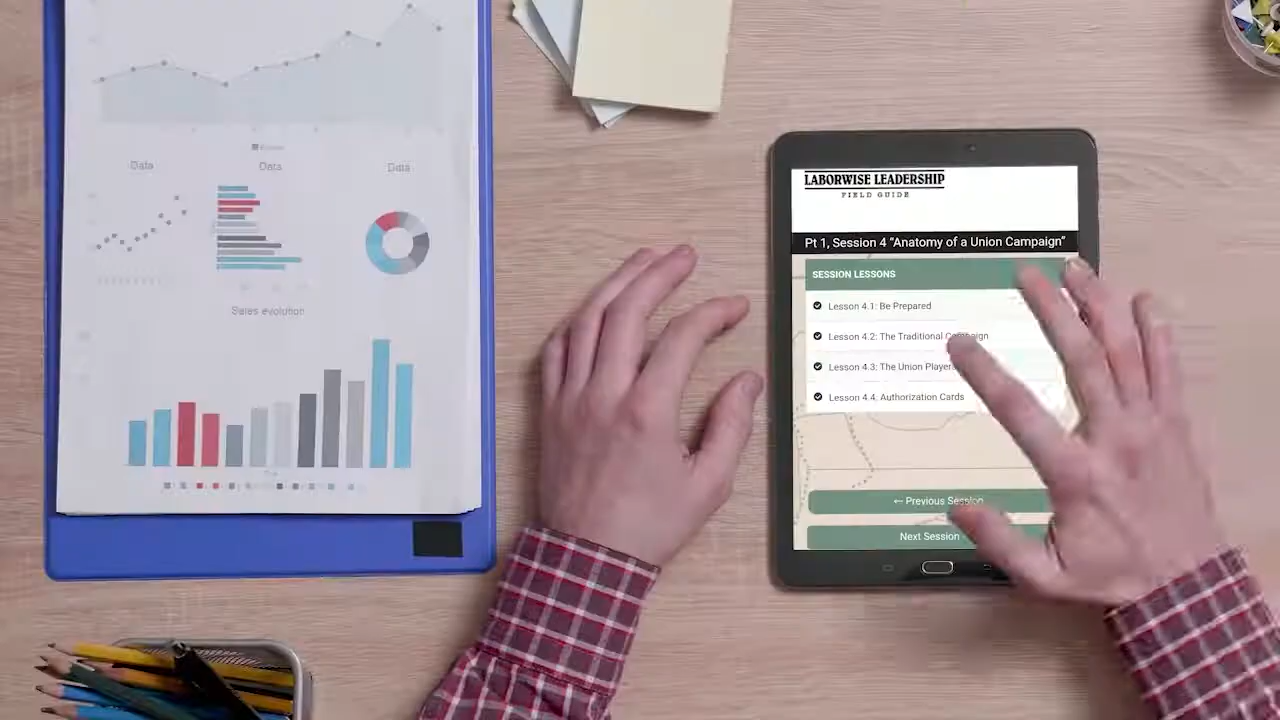 Data
Data
Data
Sales evolution
LABORWISE LEADERSHIP
FIELD GUIDE
Pt 1, Session 4 "Anatomy of a Union Campaign"
SESSION LESSONS
Lesson 4.1: Be Prepared
Lesson 4.2: The Traditional Campaign
Lesson 4.3: The Union Players
Lesson 4.4: Authorization Cards
← Previous Session
Next Session